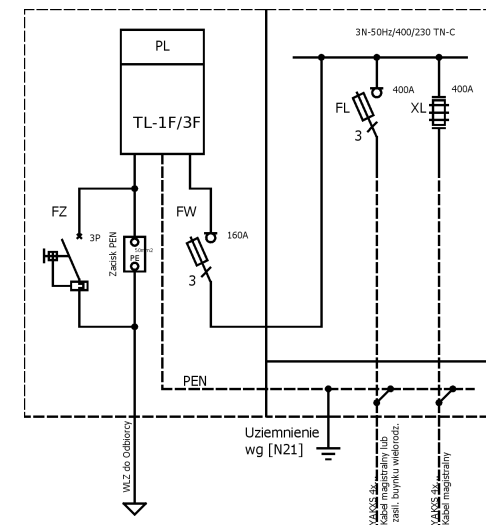 3N-50Hz/400/230 TN-C
PL
TL-1F/3F
400A
400A
FL
XL
3
FZ
3P
Zacisk PEN
50mm2
PE
FW
160A
3
PEN
Uziemnienie
wg [N21]
WLZ do Odbiorcy
YAKXS 4x...
Kabel magistralny lub
zasil. buynku wielorodz.
YAKXS 4x...
Kabel magistralny